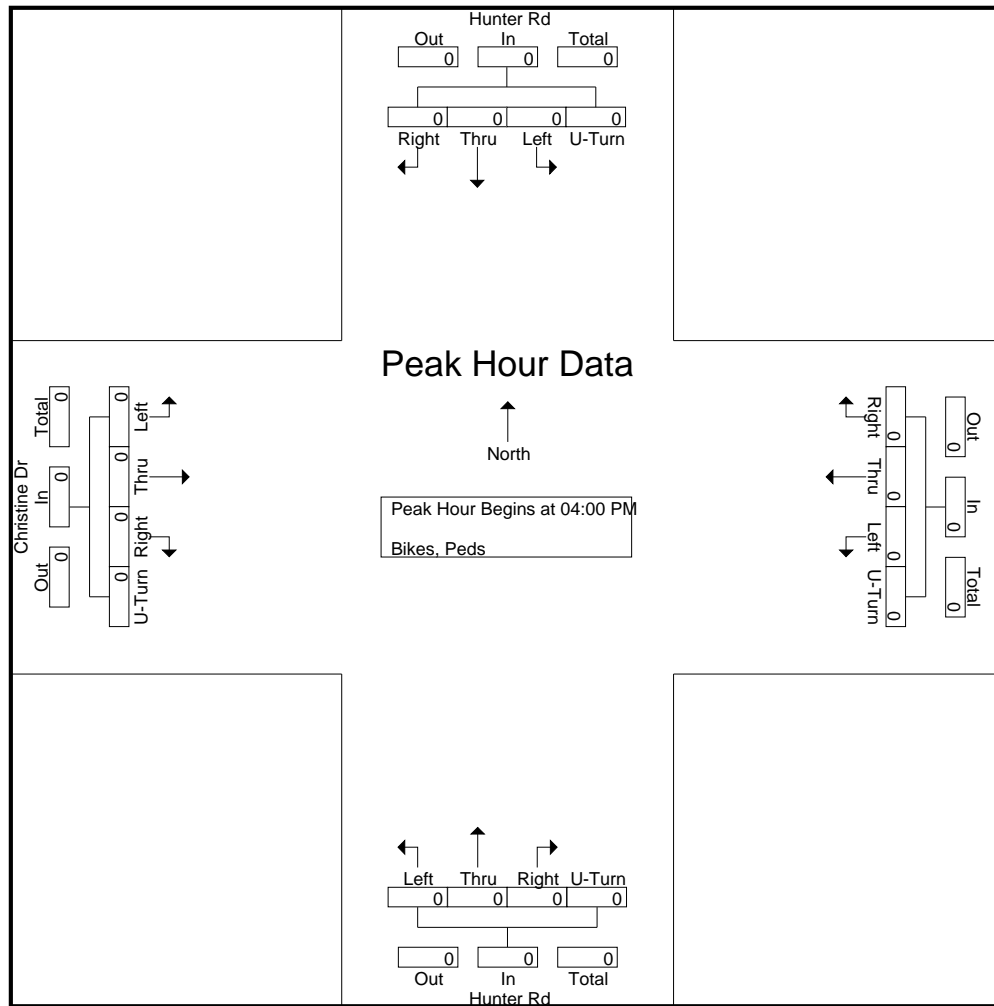 Hunter Rd
Out In Total
0 0 0
0 0 0 0
Right Thru Left U-Turn
Peak Hour Data
North
Peak Hour Begins at 04:00 PM
Bikes, Peds
Christine Dr
Total In Out
0 0 0
0 0 0 0
Left Thru Right U-Turn
Right Thru Left U-Turn
0 0 0 0
0 0 0
Out In Total
Left Thru Right U-Turn
0 0 0 0
0 0 0
Out In Total
Hunter Rd